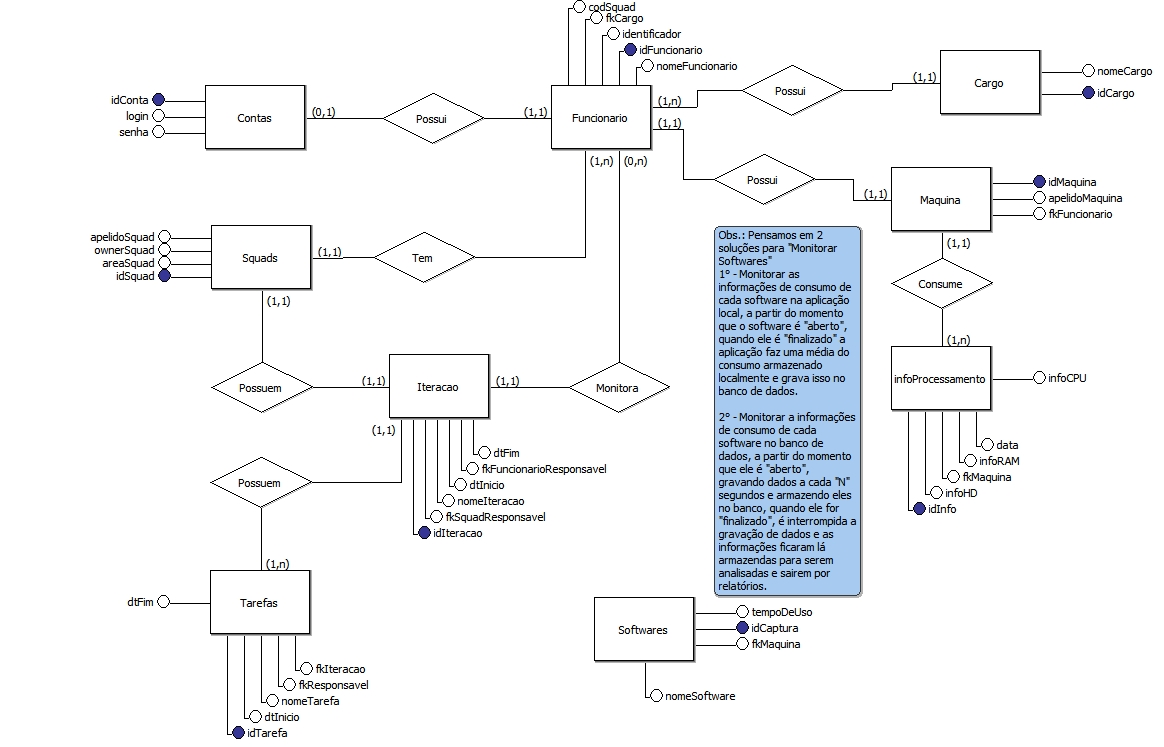 codSquad
fkCargo
identificador
idFuncionario
nomeFuncionario
Funcionario
(1,1)
(1,n)
(1,1)
(1,n) (0,n)
idConta
login
senha
Contas
(0,1)
Possui
Possui
(1,1)
Cargo
nomeCargo
idCargo
Possui
(1,1)
Maquina
idMaquina
apelidoMaquina
fkFuncionario
(1,1)
Consume
(1,n)
infoProcessamento
infoCPU
data
infoRAM
fkMaquina
infoHD
idInfo
apelidoSquad
ownerSquad
areaSquad
idSquad
Squads
(1,1)
Tem
(1,1)
Possuem
(1,1)
Iteracao
(1,1)
Monitora
(1,1)
dtFim
fkFuncionarioResponsavel
dtInicio
nomeIteracao
fkSquadResponsavel
idIteracao
Possuem
(1,n)
Tarefas
dtFim
fkIteracao
fkResponsavel
nomeTarefa
dtInicio
idTarefa
Obs.: Pensamos em 2
soluções para "Monitorar
Softwares"
1º - Monitorar as
informações de consumo de
cada software na aplicação
local, a partir do momento
que o software é "aberto",
quando ele é "finalizado" a
aplicação faz uma média do
consumo armazenado
localmente e grava isso no
banco de dados.
2º - Monitorar a informações
de consumo de cada
software no banco de
dados, a partir do momento
que ele é "aberto",
gravando dados a cada "N"
segundos e armazendo eles
no banco, quando ele for
"finalizado", é interrompida a
gravação de dados e as
informações ficaram lá
armazendas para serem
analisadas e sairem por
relatórios.
Softwares
tempoDeUso
idCaptura
fkMaquina
nomeSoftware